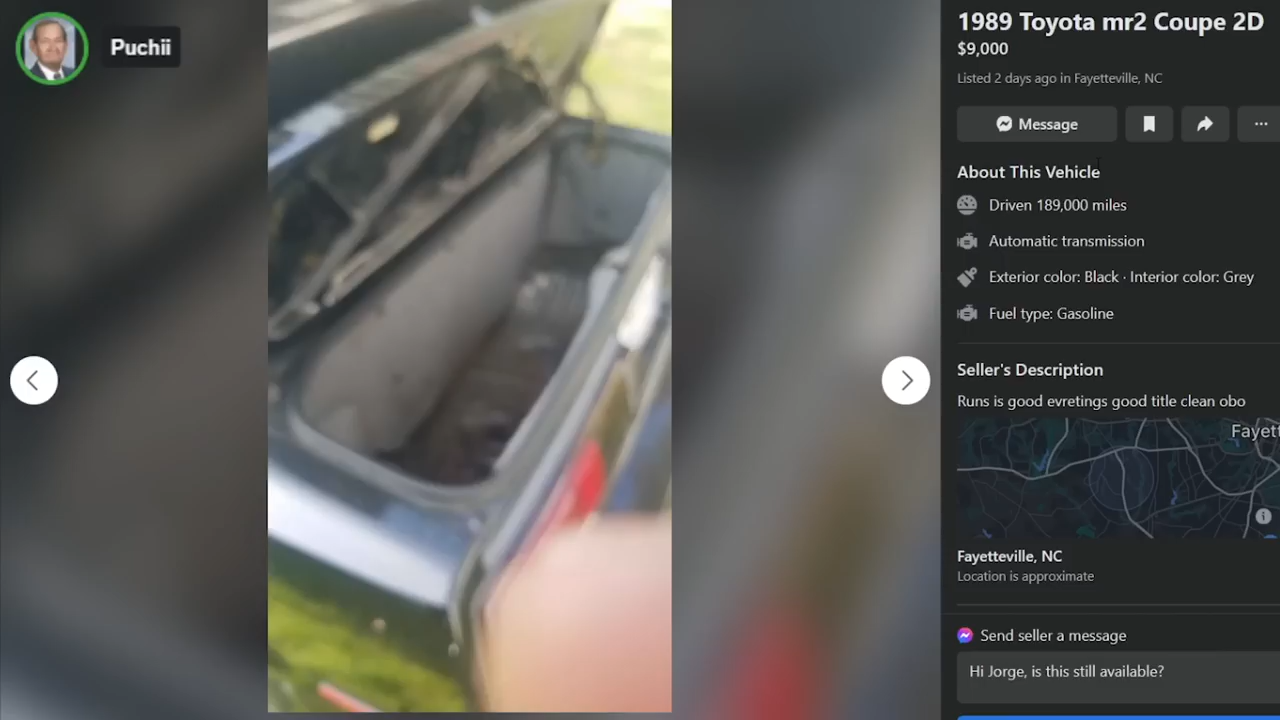 Puchii
1989 Toyota mr2 Coupe 2D
$9,000
Listed 2 days ago in Fayetteville, NC
Message
About This Vehicle
Driven 189,000 miles
Automatic transmission
Exterior color: Black · Interior color: Grey
Fuel type: Gasoline
Seller's Description
Runs is good evretings good title clean obo
Fayett
Fayetteville, NC
Location is approximate
Send seller a message
Hi Jorge, is this still available?